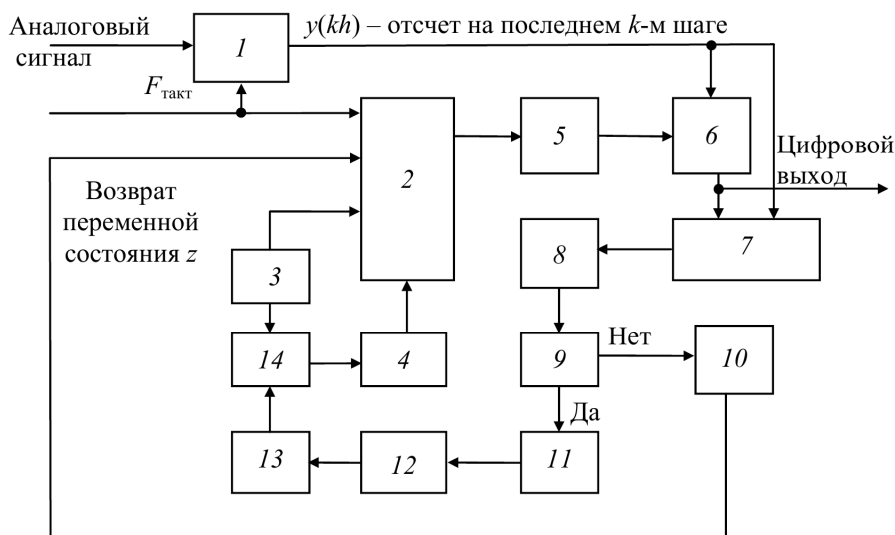 Аналоговый
сигнал
1
y(kh) – отсчет на последнем k-м шаге
Fтакт
2
5
6
Цифровой
выход
Возврат
переменной
состояния z
3
8
7
14
4
9
Нет
10
Да
13
12
11